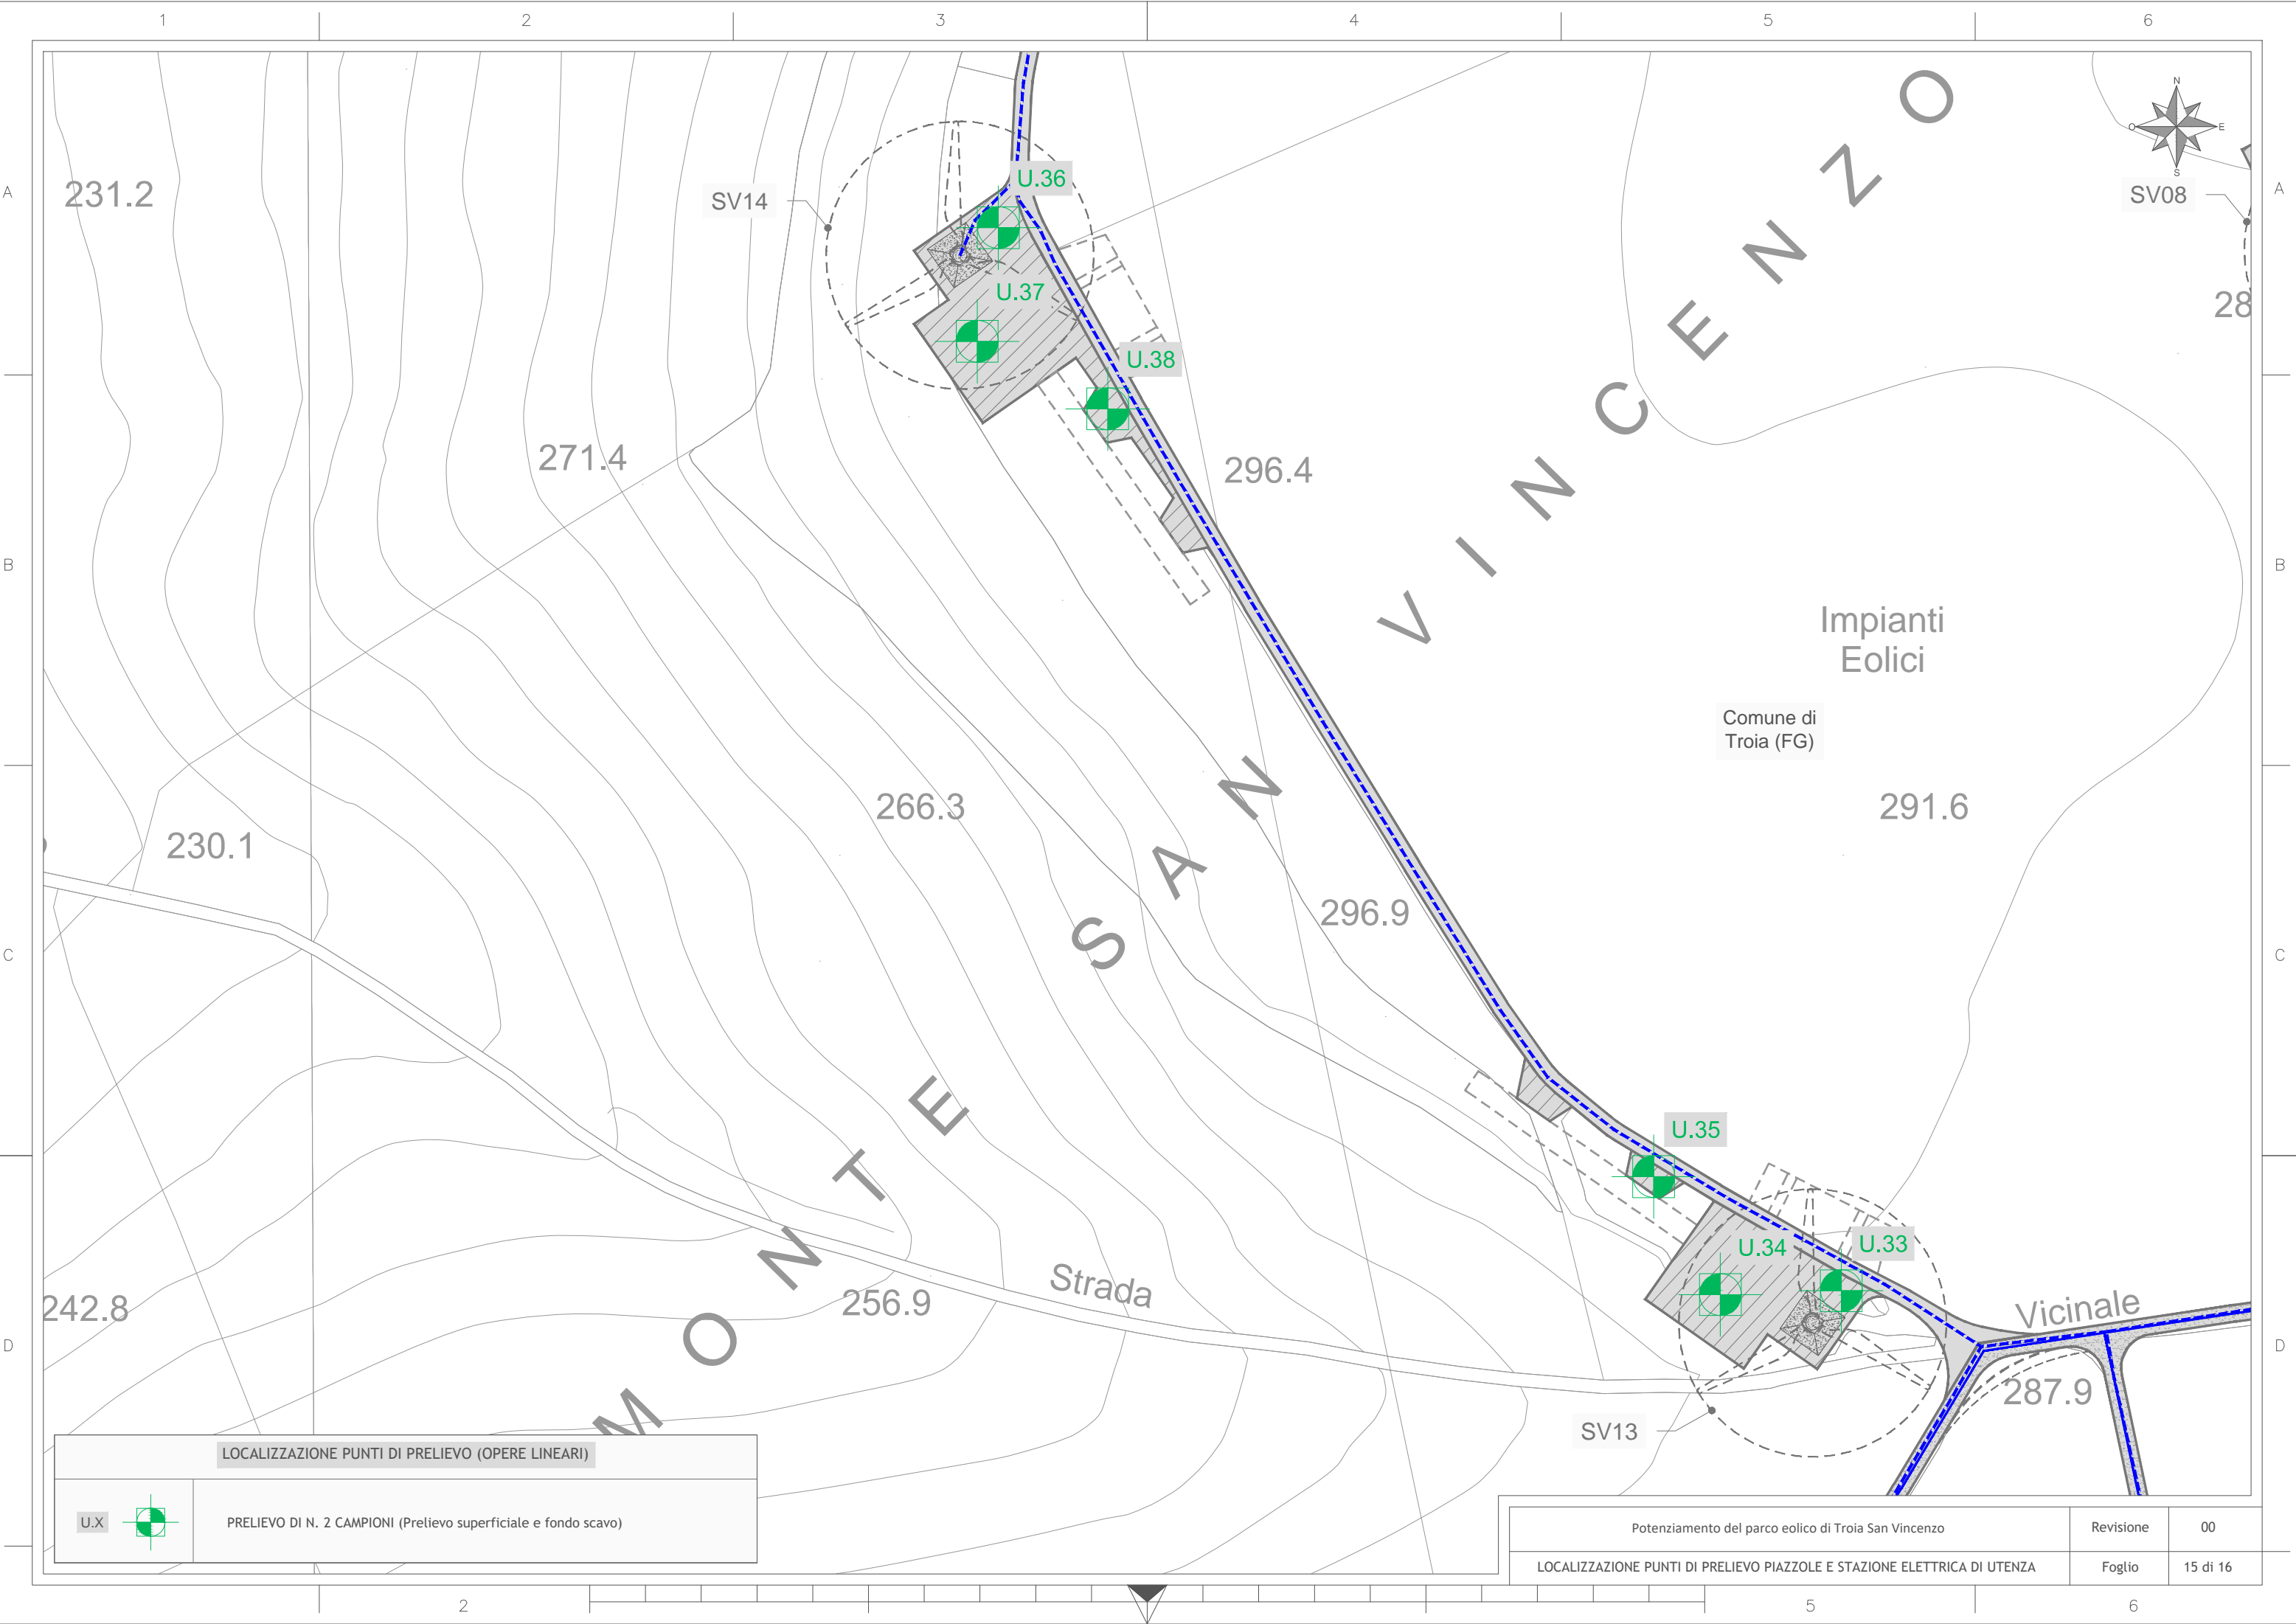 1 2 3 4 5 6
N
O E
S
A A
B B
C C
D D
231.2
SV14
U.36
U.37
U.38
SV08
28
271.4
296.4
Impianti
Eolici
Comune di
Troia (FG)
266.3
291.6
230.1
296.9
MONTE SAN VINCENZO
U.35
U.34
U.33
242.8
256.9
Strada
Vicinale
287.9
SV13
LOCALIZZAZIONE PUNTI DI PRELIEVO (OPERE LINEARI)
U.X
PRELIEVO DI N. 2 CAMPIONI (Prelievo superficiale e fondo scavo)
Potenziamento del parco eolico di Troia San Vincenzo Revisione 00
LOCALIZZAZIONE PUNTI DI PRELIEVO PIAZZOLE E STAZIONE ELETTRICA DI UTENZA Foglio 15 di 16
2 5 6